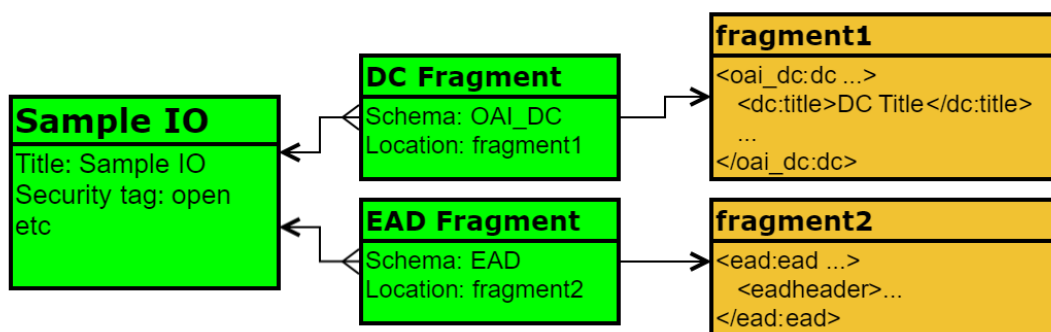 Sample IO
Title: Sample IO
Security tag: open
etc
DC Fragment
Schema: OAI_DC
Location: fragment1
fragment1
<oai_dc:dc ...>
<dc:title>DC Title</dc:title>
...
</oai_dc:dc>
EAD Fragment
Schema: EAD
Location: fragment2
fragment2
<ead:ead ...>
<eadheader>...
</ead:ead>